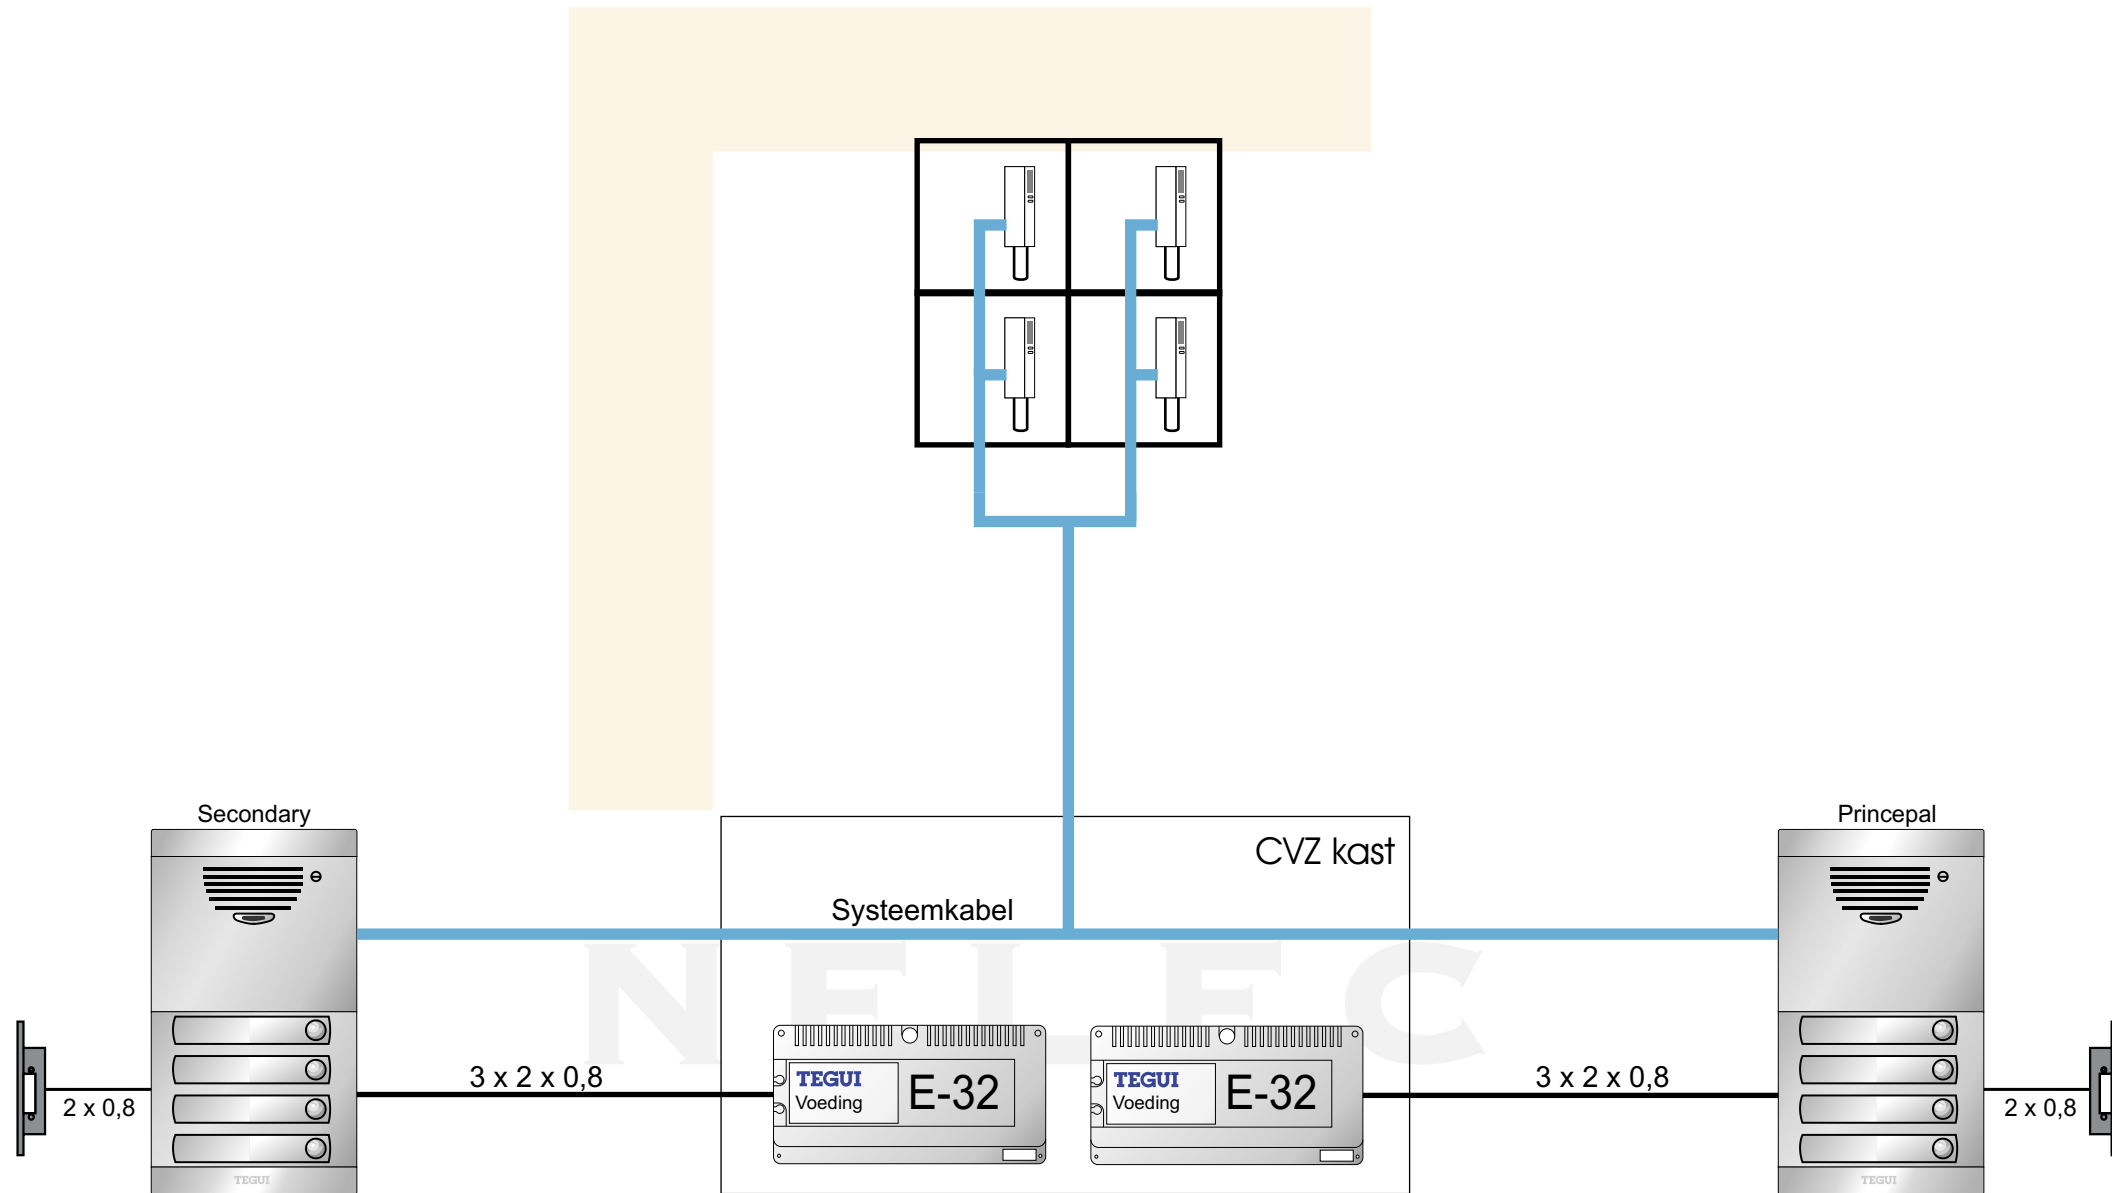 Secondary
Princepal
CVZ kast
Systeemkabel
NELEC
3 x 2 x 0,8
TEGUI
Voeding
E-32
TEGUI
Voeding
E-32
3 x 2 x 0,8
2 x 0,8
2 x 0,8
TEGUI
TEGUI